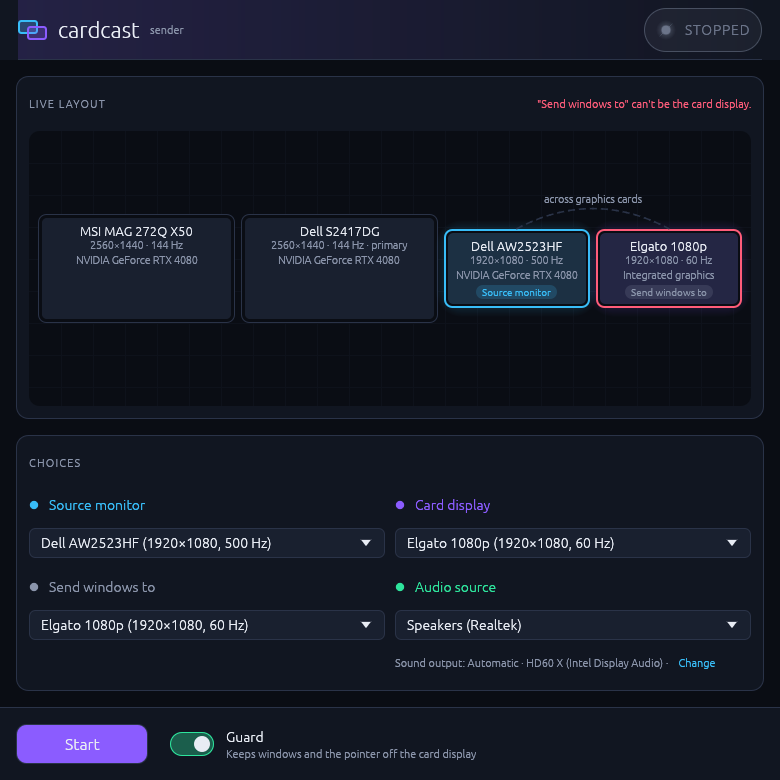 cardcast sender
STOPPED
LIVE LAYOUT
"Send windows to" can't be the card display.
across graphics cards
MSI MAG 272Q X50
2560×1440 · 144 Hz
NVIDIA GeForce RTX 4080
Dell S2417DG
2560×1440 · 144 Hz · primary
NVIDIA GeForce RTX 4080
Dell AW2523HF
1920×1080 · 500 Hz
NVIDIA GeForce RTX 4080
Source monitor
Elgato 1080p
1920×1080 · 60 Hz
Integrated graphics
Send windows to
CHOICES
Source monitor
Dell AW2523HF (1920×1080, 500 Hz)
Card display
Elgato 1080p (1920×1080, 60 Hz)
Send windows to
Elgato 1080p (1920×1080, 60 Hz)
Audio source
Speakers (Realtek)
Sound output: Automatic · HD60 X (Intel Display Audio) · Change
Start
Guard
Keeps windows and the pointer off the card display